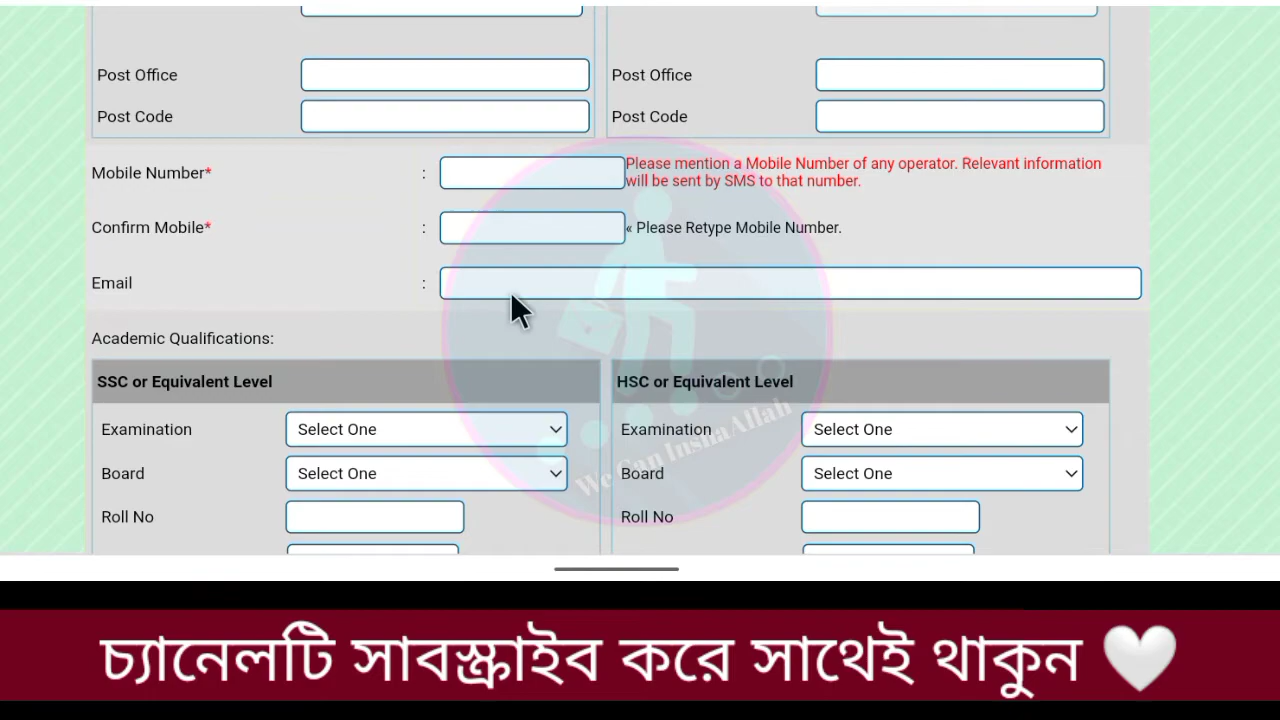 Post Office
Post Office
Post Code
Post Code
Mobile Number*
:
Please mention a Mobile Number of any operator. Relevant information
will be sent by SMS to that number.
Confirm Mobile*
:
« Please Retype Mobile Number.
Email
:
Academic Qualifications:
SSC or Equivalent Level
HSC or Equivalent Level
Examination
Select One
Examination
Select One
Board
Select One
Board
Select One
Roll No
Roll No
We Can InshaAllah
চ্যানেলটি সাবস্ক্রাইব করে সাথেই থাকুন 🤍